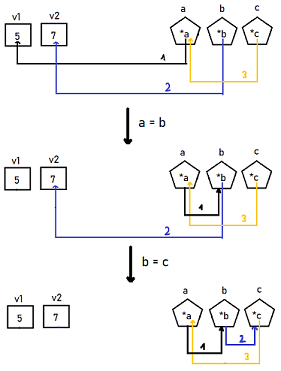 v1 v2 a b c
5 7 *a *b *c
1
2 3
a = b
v1 v2 a b c
5 7 *a *b *c
1
2 3
b = c
v1 v2 a b c
5 7 *a *b *c
1 2
3